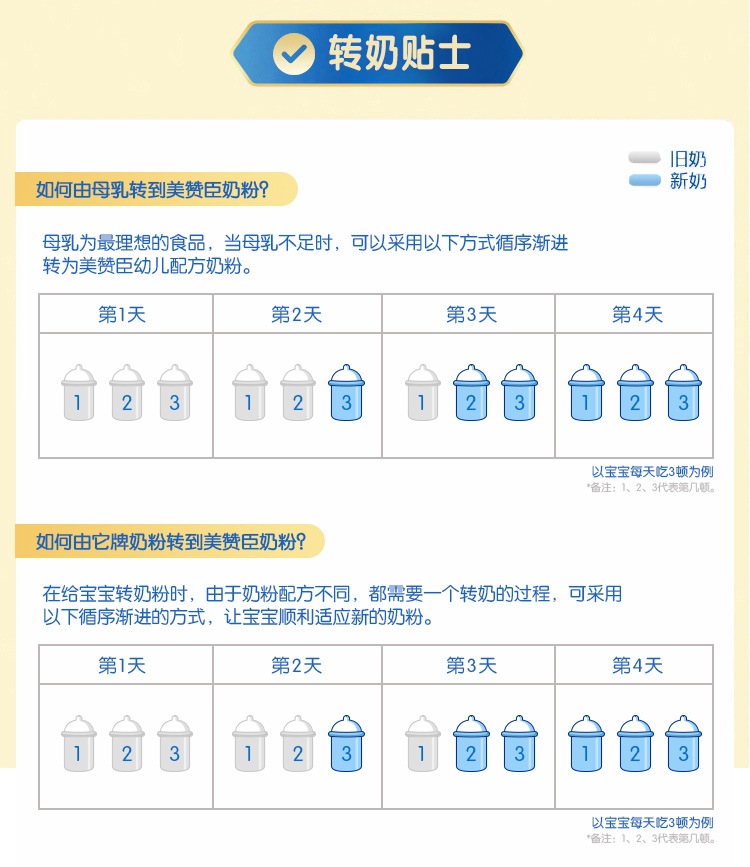 转奶贴士
旧奶
新奶
如何由母乳转到美赞臣奶粉?
母乳为最理想的食品，当母乳不足时，可以采用以下方式循序渐进
转为美赞臣幼儿配方奶粉。
第1天 第2天 第3天 第4天
1 2 3 1 2 3 1 2 3 1 2 3
以宝宝每天吃3顿为例
*备注：1、2、3代表第几顿。
如何由它牌奶粉转到美赞臣奶粉?
在给宝宝转奶粉时，由于奶粉配方不同，都需要一个转奶的过程，可采用
以下循序渐进的方式，让宝宝顺利适应新的奶粉。
第1天 第2天 第3天 第4天
1 2 3 1 2 3 1 2 3 1 2 3
以宝宝每天吃3顿为例
*备注：1、2、3代表第几顿。